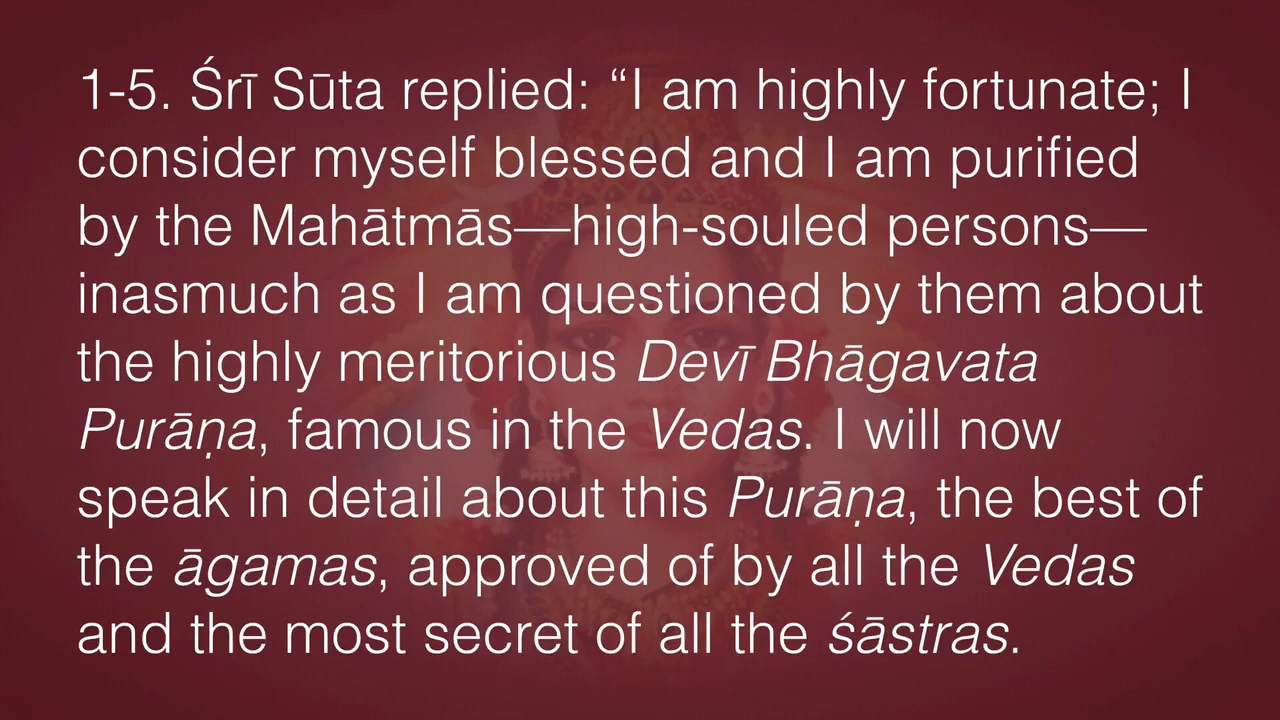 1-5. Śrī Sūta replied: “I am highly fortunate; I
consider myself blessed and I am purified
by the Mahātmās—high-souled persons—
inasmuch as I am questioned by them about
the highly meritorious Devī Bhāgavata
Purāṇa, famous in the Vedas. I will now
speak in detail about this Purāṇa, the best of
the āgamas, approved of by all the Vedas
and the most secret of all the śāstras.